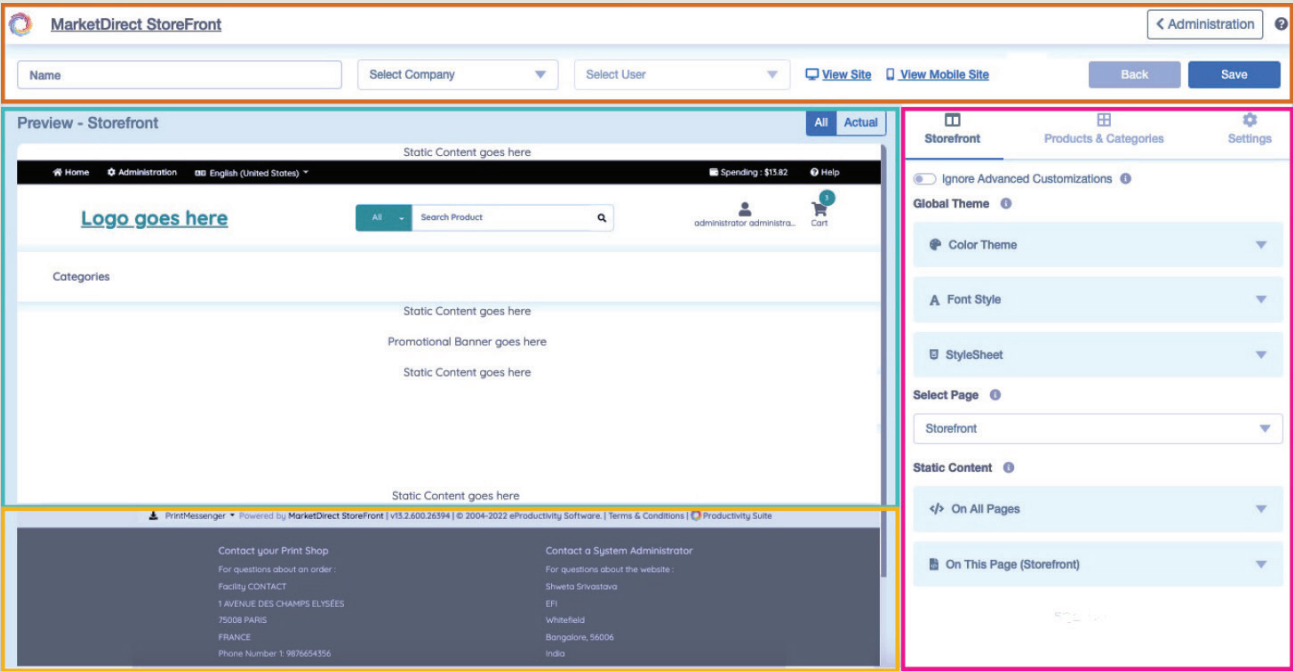 MarketDirect StoreFront
Administration
Name
Select Company
Select User
View Site
View Mobile Site
Back
Save
Preview - Storefront
All
Actual
Static Content goes here
Home
Administration
English (United States)
Spending : $13.82
Help
Logo goes here
All
Search Product
administrator administra...
1
Cart
Categories
Static Content goes here
Promotional Banner goes here
Static Content goes here
Static Content goes here
PrintMessenger Powered by MarketDirect StoreFront | v13.2.600.26394 | © 2004-2022 eProductivity Software. | Terms & Conditions | Productivity Suite
Contact your Print Shop
For questions about an order :
Facility CONTACT
1 AVENUE DES CHAMPS ELYSÉES
75008 PARIS
FRANCE
Phone Number 1: 9876654356
Contact a System Administrator
For questions about the website :
Shweta Srivastava
EFI
Whitefield
Bangalore, 56006
India
Storefront
Products & Categories
Settings
Ignore Advanced Customizations
Global Theme
Color Theme
A Font Style
StyleSheet
Select Page
Storefront
Static Content
</> On All Pages
On This Page (Storefront)